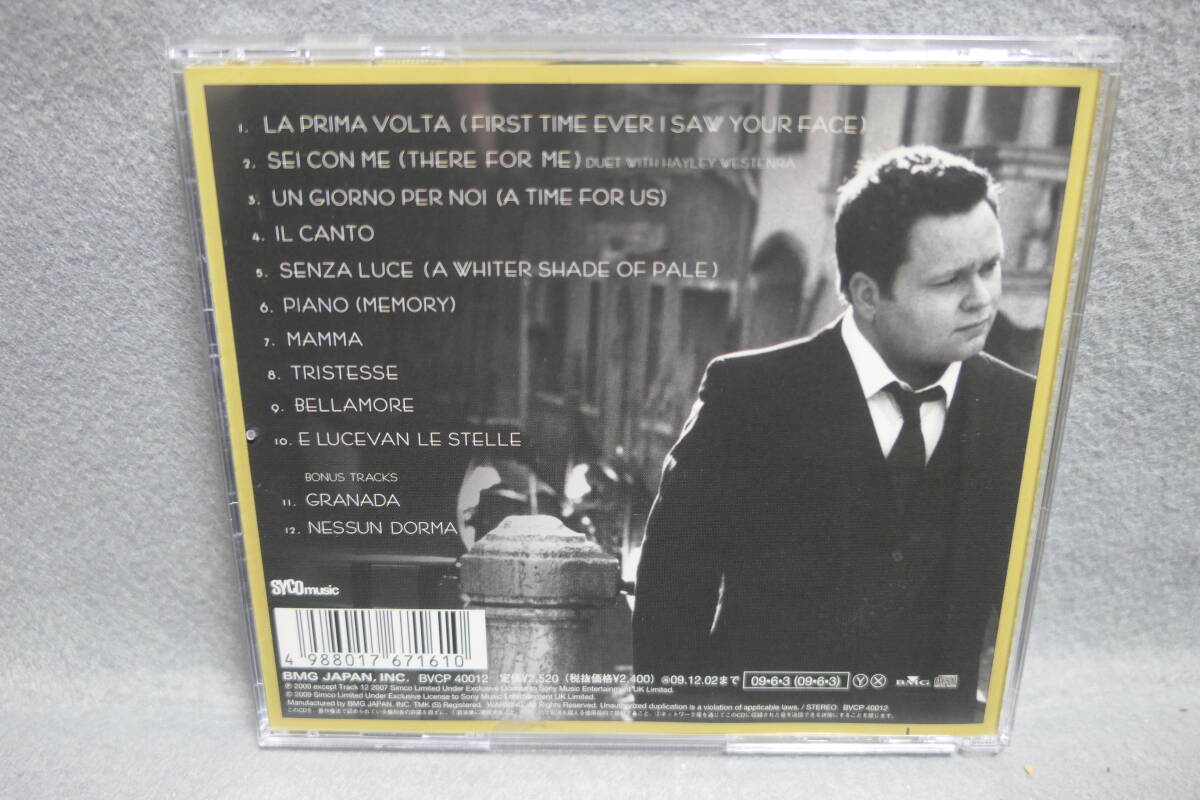 1. LA PRIMA VOLTA (FIRST TIME EVER I SAW YOUR FACE)
2. SEI CON ME (THERE FOR ME) DUET WITH HAYLEY WESTENRA
3. UN GIORNO PER NOI (A TIME FOR US)
4. IL CANTO
5. SENZA LUCE (A WHITER SHADE OF PALE)
6. PIANO (MEMORY)
7. MAMMA
8. TRISTESSE
9. BELLAMORE
10. E LUCEVAN LE STELLE
BONUS TRACKS
11. GRANADA
12. NESSUN DORMA
SYCOmusic
4 988017 671610
BMG JAPAN, INC. BVCP 40012 定価¥2,520 (税抜価格¥2,400) 09.12.02まで 09・6・3 (09・6・3) Ⓨ Ⓧ BMG
℗ 2009 except Track 12 2007 Simco Limited Under Exclusive License to Sony Music Entertainment UK Limited.
© 2009 Simco Limited Under Exclusive License to Sony Music Entertainment UK Limited.
Manufactured by BMG JAPAN, INC. TMK (S) Registered. WARNING: All Rights Reserved. Unauthorized duplication is a violation of applicable laws. / STEREO BVCP 40012